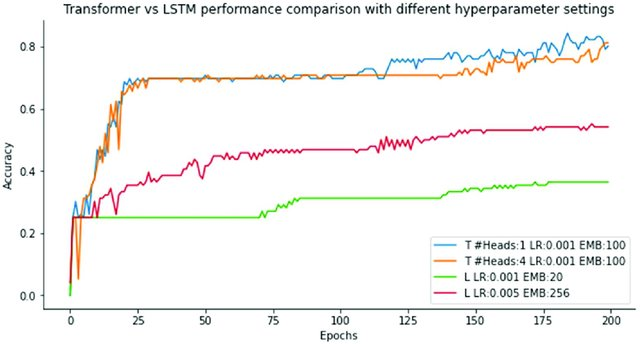 Transformer vs LSTM performance comparison with different hyperparameter settings
0.8
0.6
0.4
0.2
0.0
Accuracy
0 25 50 75 100 125 150 175 200
Epochs
T #Heads:1 LR:0.001 EMB:100
T #Heads:4 LR:0.001 EMB:100
L LR:0.001 EMB:20
L LR:0.005 EMB:256